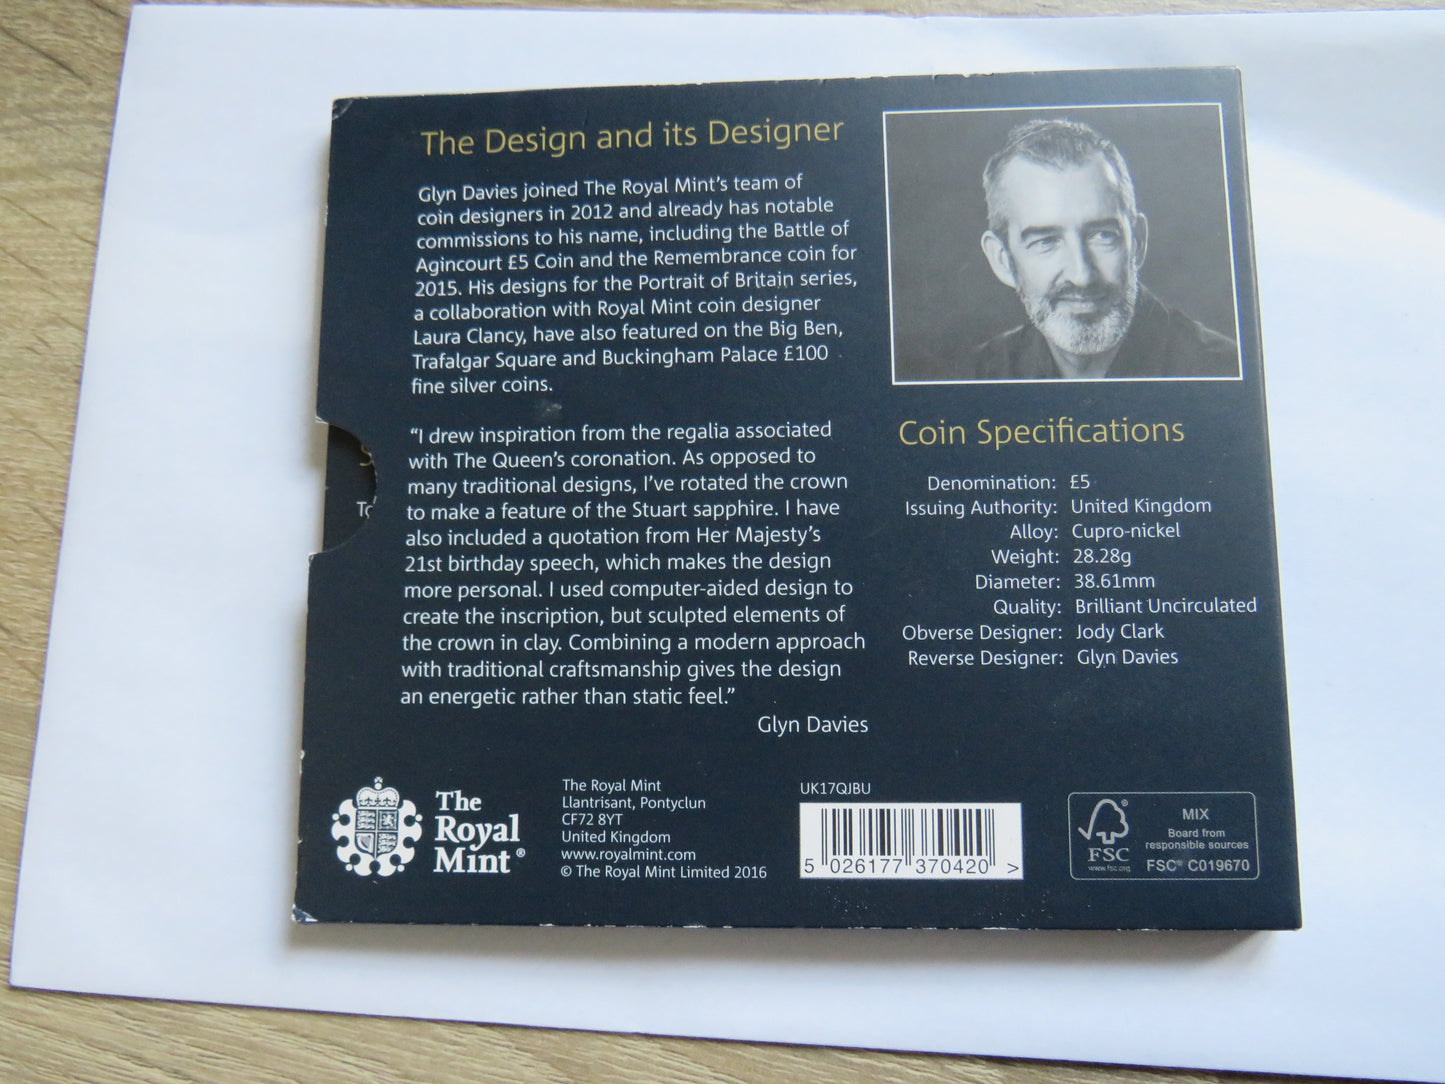 The Design and its Designer
Glyn Davies joined The Royal Mint's team of
coin designers in 2012 and already has notable
commissions to his name, including the Battle of
Agincourt £5 Coin and the Remembrance coin for
2015. His designs for the Portrait of Britain series,
a collaboration with Royal Mint coin designer
Laura Clancy, have also featured on the Big Ben,
Trafalgar Square and Buckingham Palace £100
fine silver coins.
"I drew inspiration from the regalia associated
with The Queen's coronation. As opposed to
many traditional designs, I've rotated the crown
to make a feature of the Stuart sapphire. I have
also included a quotation from Her Majesty's
21st birthday speech, which makes the design
more personal. I used computer-aided design to
create the inscription, but sculpted elements of
the crown in clay. Combining a modern approach
with traditional craftsmanship gives the design
an energetic rather than static feel."
Glyn Davies
Coin Specifications
Denomination: £5
Issuing Authority: United Kingdom
Alloy: Cupro-nickel
Weight: 28.28g
Diameter: 38.61mm
Quality: Brilliant Uncirculated
Obverse Designer: Jody Clark
Reverse Designer: Glyn Davies
The
Royal
Mint®
The Royal Mint
Llantrisant, Pontyclun
CF72 8YT
United Kingdom
www.royalmint.com
© The Royal Mint Limited 2016
UK17QJBU
5 026177 370420 >
FSC
www.fsc.org
MIX
Board from
responsible sources
FSC® C019670